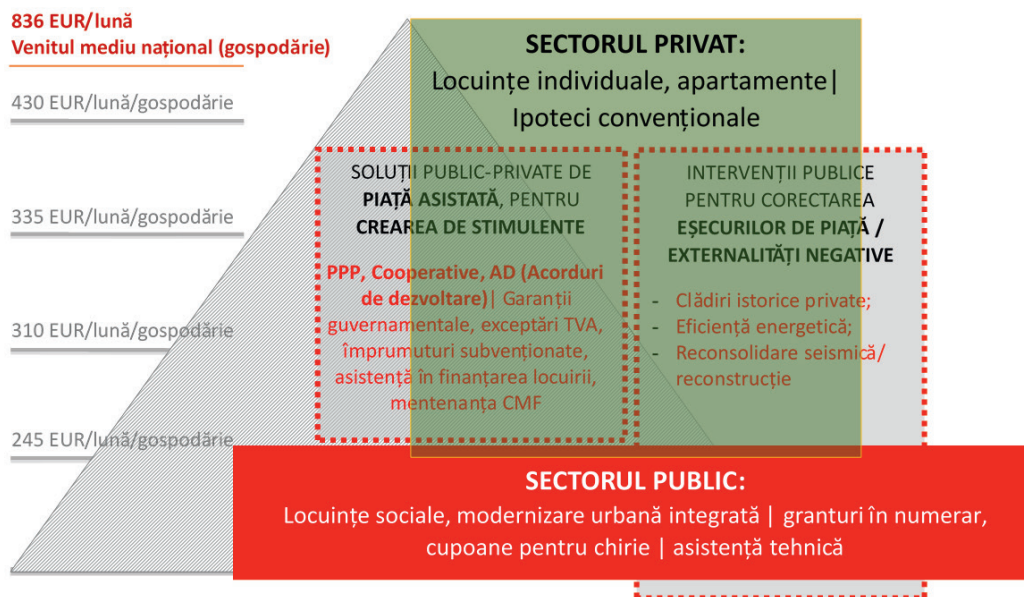 836 EUR/lună
Venitul mediu național (gospodărie)
430 EUR/lună/gospodărie
335 EUR/lună/gospodărie
310 EUR/lună/gospodărie
245 EUR/lună/gospodărie
SECTORUL PRIVAT:
Locuințe individuale, apartamente|
Ipoteci convenționale
SOLUȚII PUBLIC-PRIVATE DE
PIAȚĂ ASISTATĂ, PENTRU
CREAREA DE STIMULENTE
PPP, Cooperative, AD (Acorduri
de dezvoltare)| Garanții
guvernamentale, exceptări TVA,
împrumuturi subvenționate,
asistență în finanțarea locuirii,
mentenanța CMF
INTERVENȚII PUBLICE
PENTRU CORECTAREA
EȘECURILOR DE PIAȚĂ /
EXTERNALITĂȚI NEGATIVE
- Clădiri istorice private;
- Eficiență energetică;
- Reconsolidare seismică/
reconstrucție
SECTORUL PUBLIC:
Locuințe sociale, modernizare urbană integrată | granturi în numerar,
cupoane pentru chirie | asistență tehnică